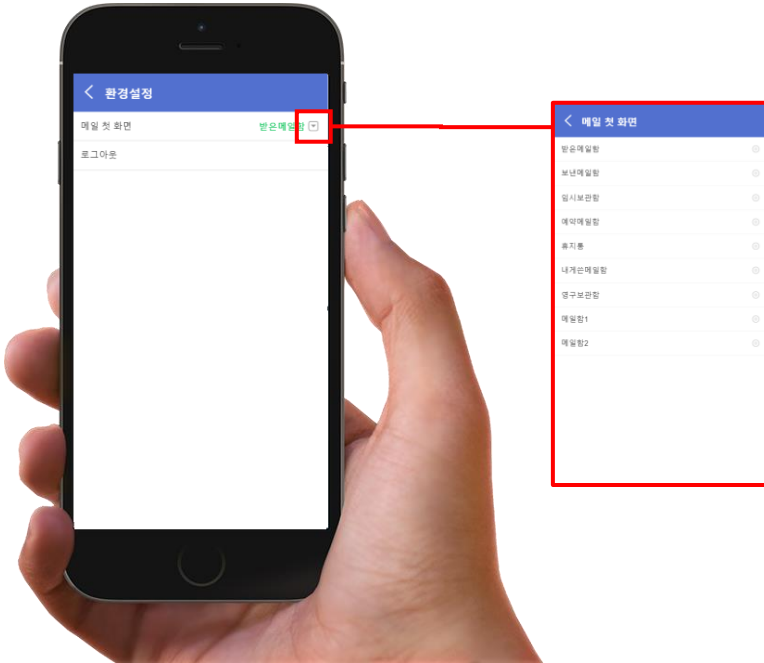 환경설정
메일 첫 화면 받은메일함
로그아웃
메일 첫 화면
받은메일함
보낸메일함
임시보관함
예약메일함
휴지통
내게쓴메일함
영구보관함
메일함1
메일함2